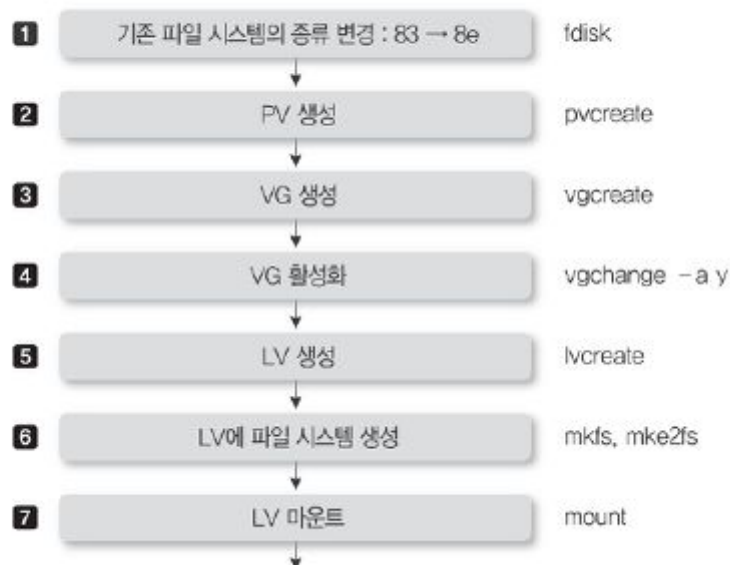 1 기존 파일 시스템의 종류 변경 : 83 → 8e fdisk
2 PV 생성 pvcreate
3 VG 생성 vgcreate
4 VG 활성화 vgchange -a y
5 LV 생성 lvcreate
6 LV에 파일 시스템 생성 mkfs, mke2fs
7 LV 마운트 mount